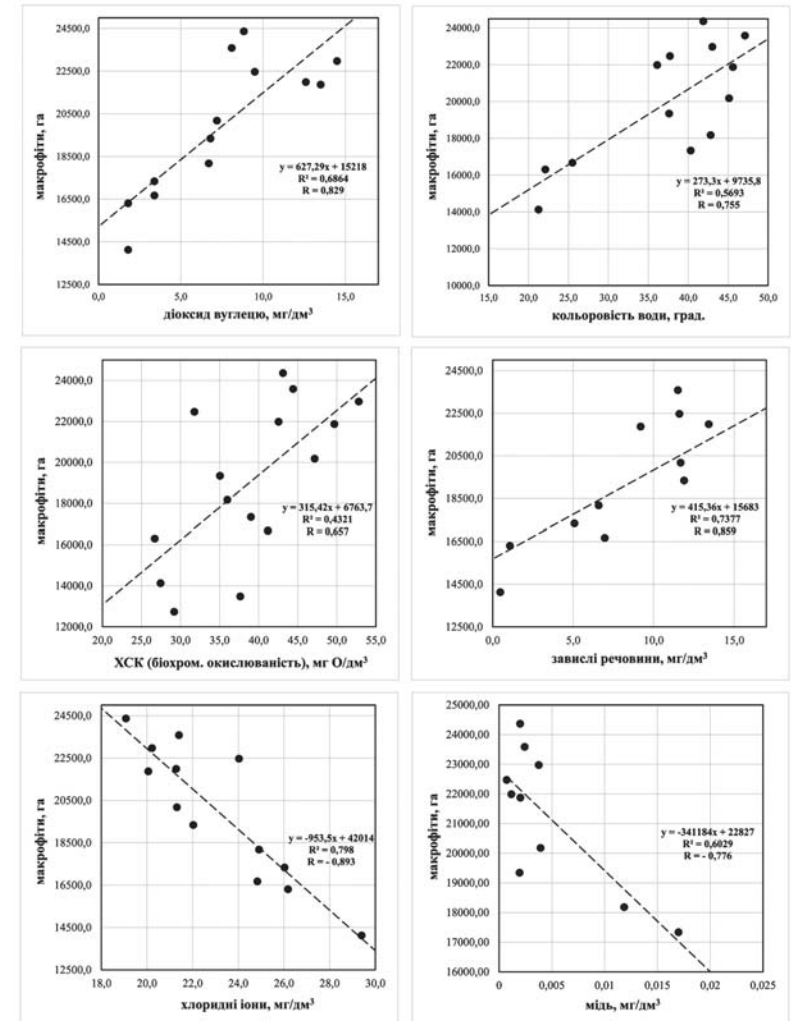 24500,0
22500,0
20500,0
18500,0
16500,0
14500,0
12500,0
макрофіти, га
y = 627,29x + 15218
R² = 0,6864
R = 0,829
0,0 5,0 10,0 15,0
діоксид вуглецю, мг/дм³
24000,0
22000,0
20000,0
18000,0
16000,0
14000,0
12000,0
10000,0
макрофіти, га
y = 273,3x + 9735,8
R² = 0,5693
R = 0,755
15,0 20,0 25,0 30,0 35,0 40,0 45,0 50,0
кольоровість води, град.
24000,0
22000,0
20000,0
18000,0
16000,0
14000,0
12000,0
макрофіти, га
y = 315,42x + 6763,7
R² = 0,4321
R = 0,657
20,0 25,0 30,0 35,0 40,0 45,0 50,0 55,0
ХСК (біохром. окислюваність), мг О/дм³
24500,0
22500,0
20500,0
18500,0
16500,0
14500,0
12500,0
макрофіти, га
y = 415,36x + 15683
R² = 0,7377
R = 0,859
0,0 5,0 10,0 15,0
завислі речовини, мг/дм³
24500,0
22500,0
20500,0
18500,0
16500,0
14500,0
12500,0
макрофіти, га
y = -953,5x + 42014
R² = 0,798
R = - 0,893
18,0 20,0 22,0 24,0 26,0 28,0 30,0
хлоридні іони, мг/дм³
25000,00
24000,00
23000,00
22000,00
21000,00
20000,00
19000,00
18000,00
17000,00
16000,00
макрофіти, га
y = -341184x + 22827
R² = 0,6029
R = - 0,776
0 0,005 0,01 0,015 0,02 0,025
мідь, мг/дм³